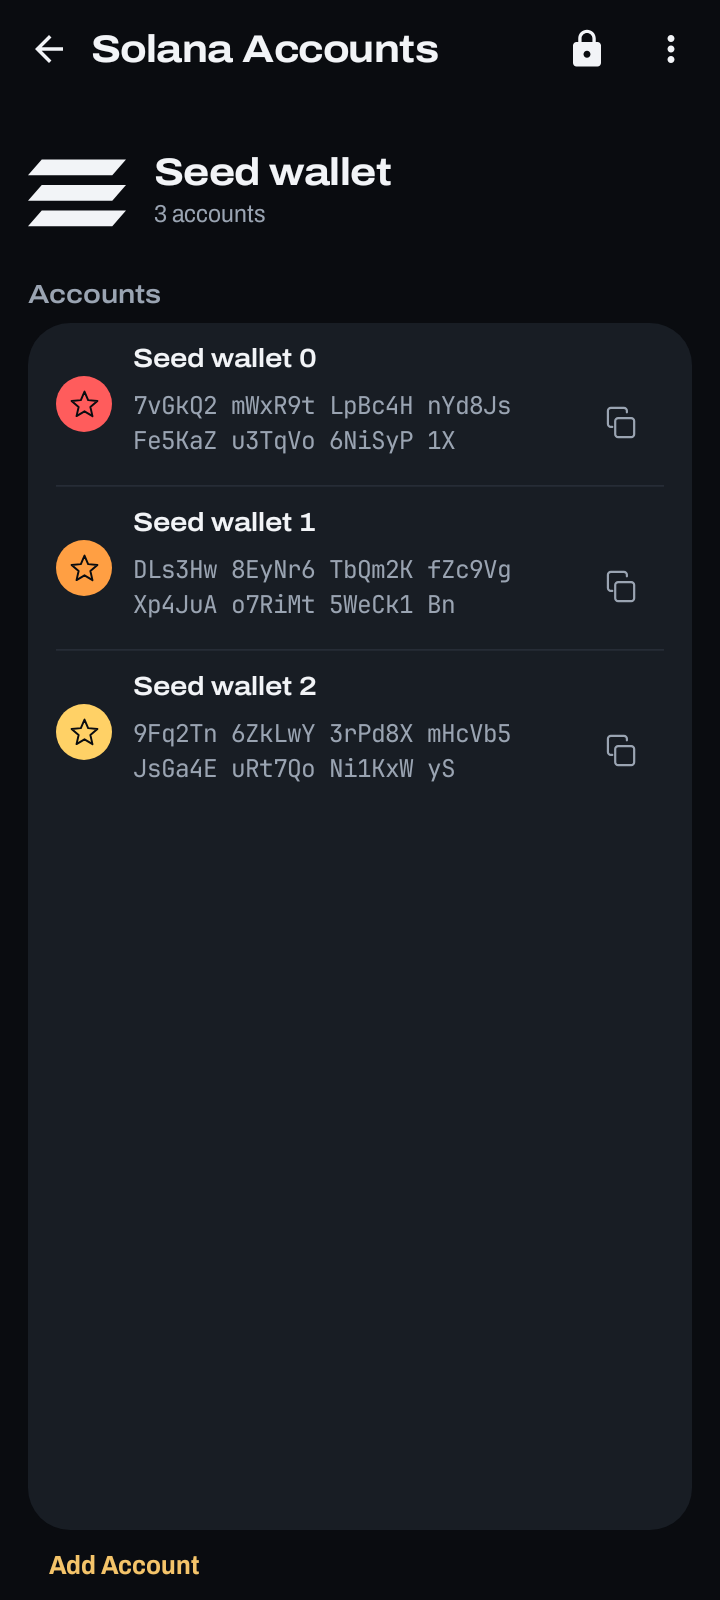 Solana Accounts
Seed wallet
3 accounts
Accounts
Seed wallet 0
7vGkQ2 mWxR9t LpBc4H nYd8Js
Fe5KaZ u3TqVo 6NiSyP 1X
Seed wallet 1
DLs3Hw 8EyNr6 TbQm2K fZc9Vg
Xp4JuA o7RiMt 5WeCk1 Bn
Seed wallet 2
9Fq2Tn 6ZkLwY 3rPd8X mHcVb5
JsGa4E uRt7Qo Ni1KxW yS
Add Account